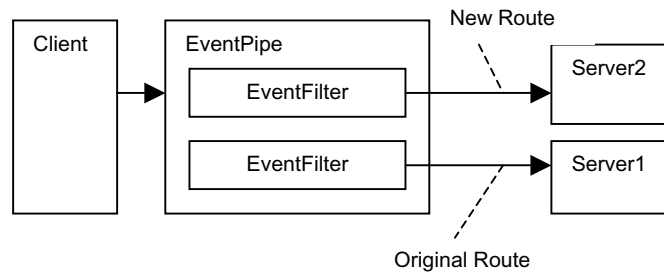 New Route
Client
EventPipe
EventFilter
Server2
EventFilter
Server1
Original Route